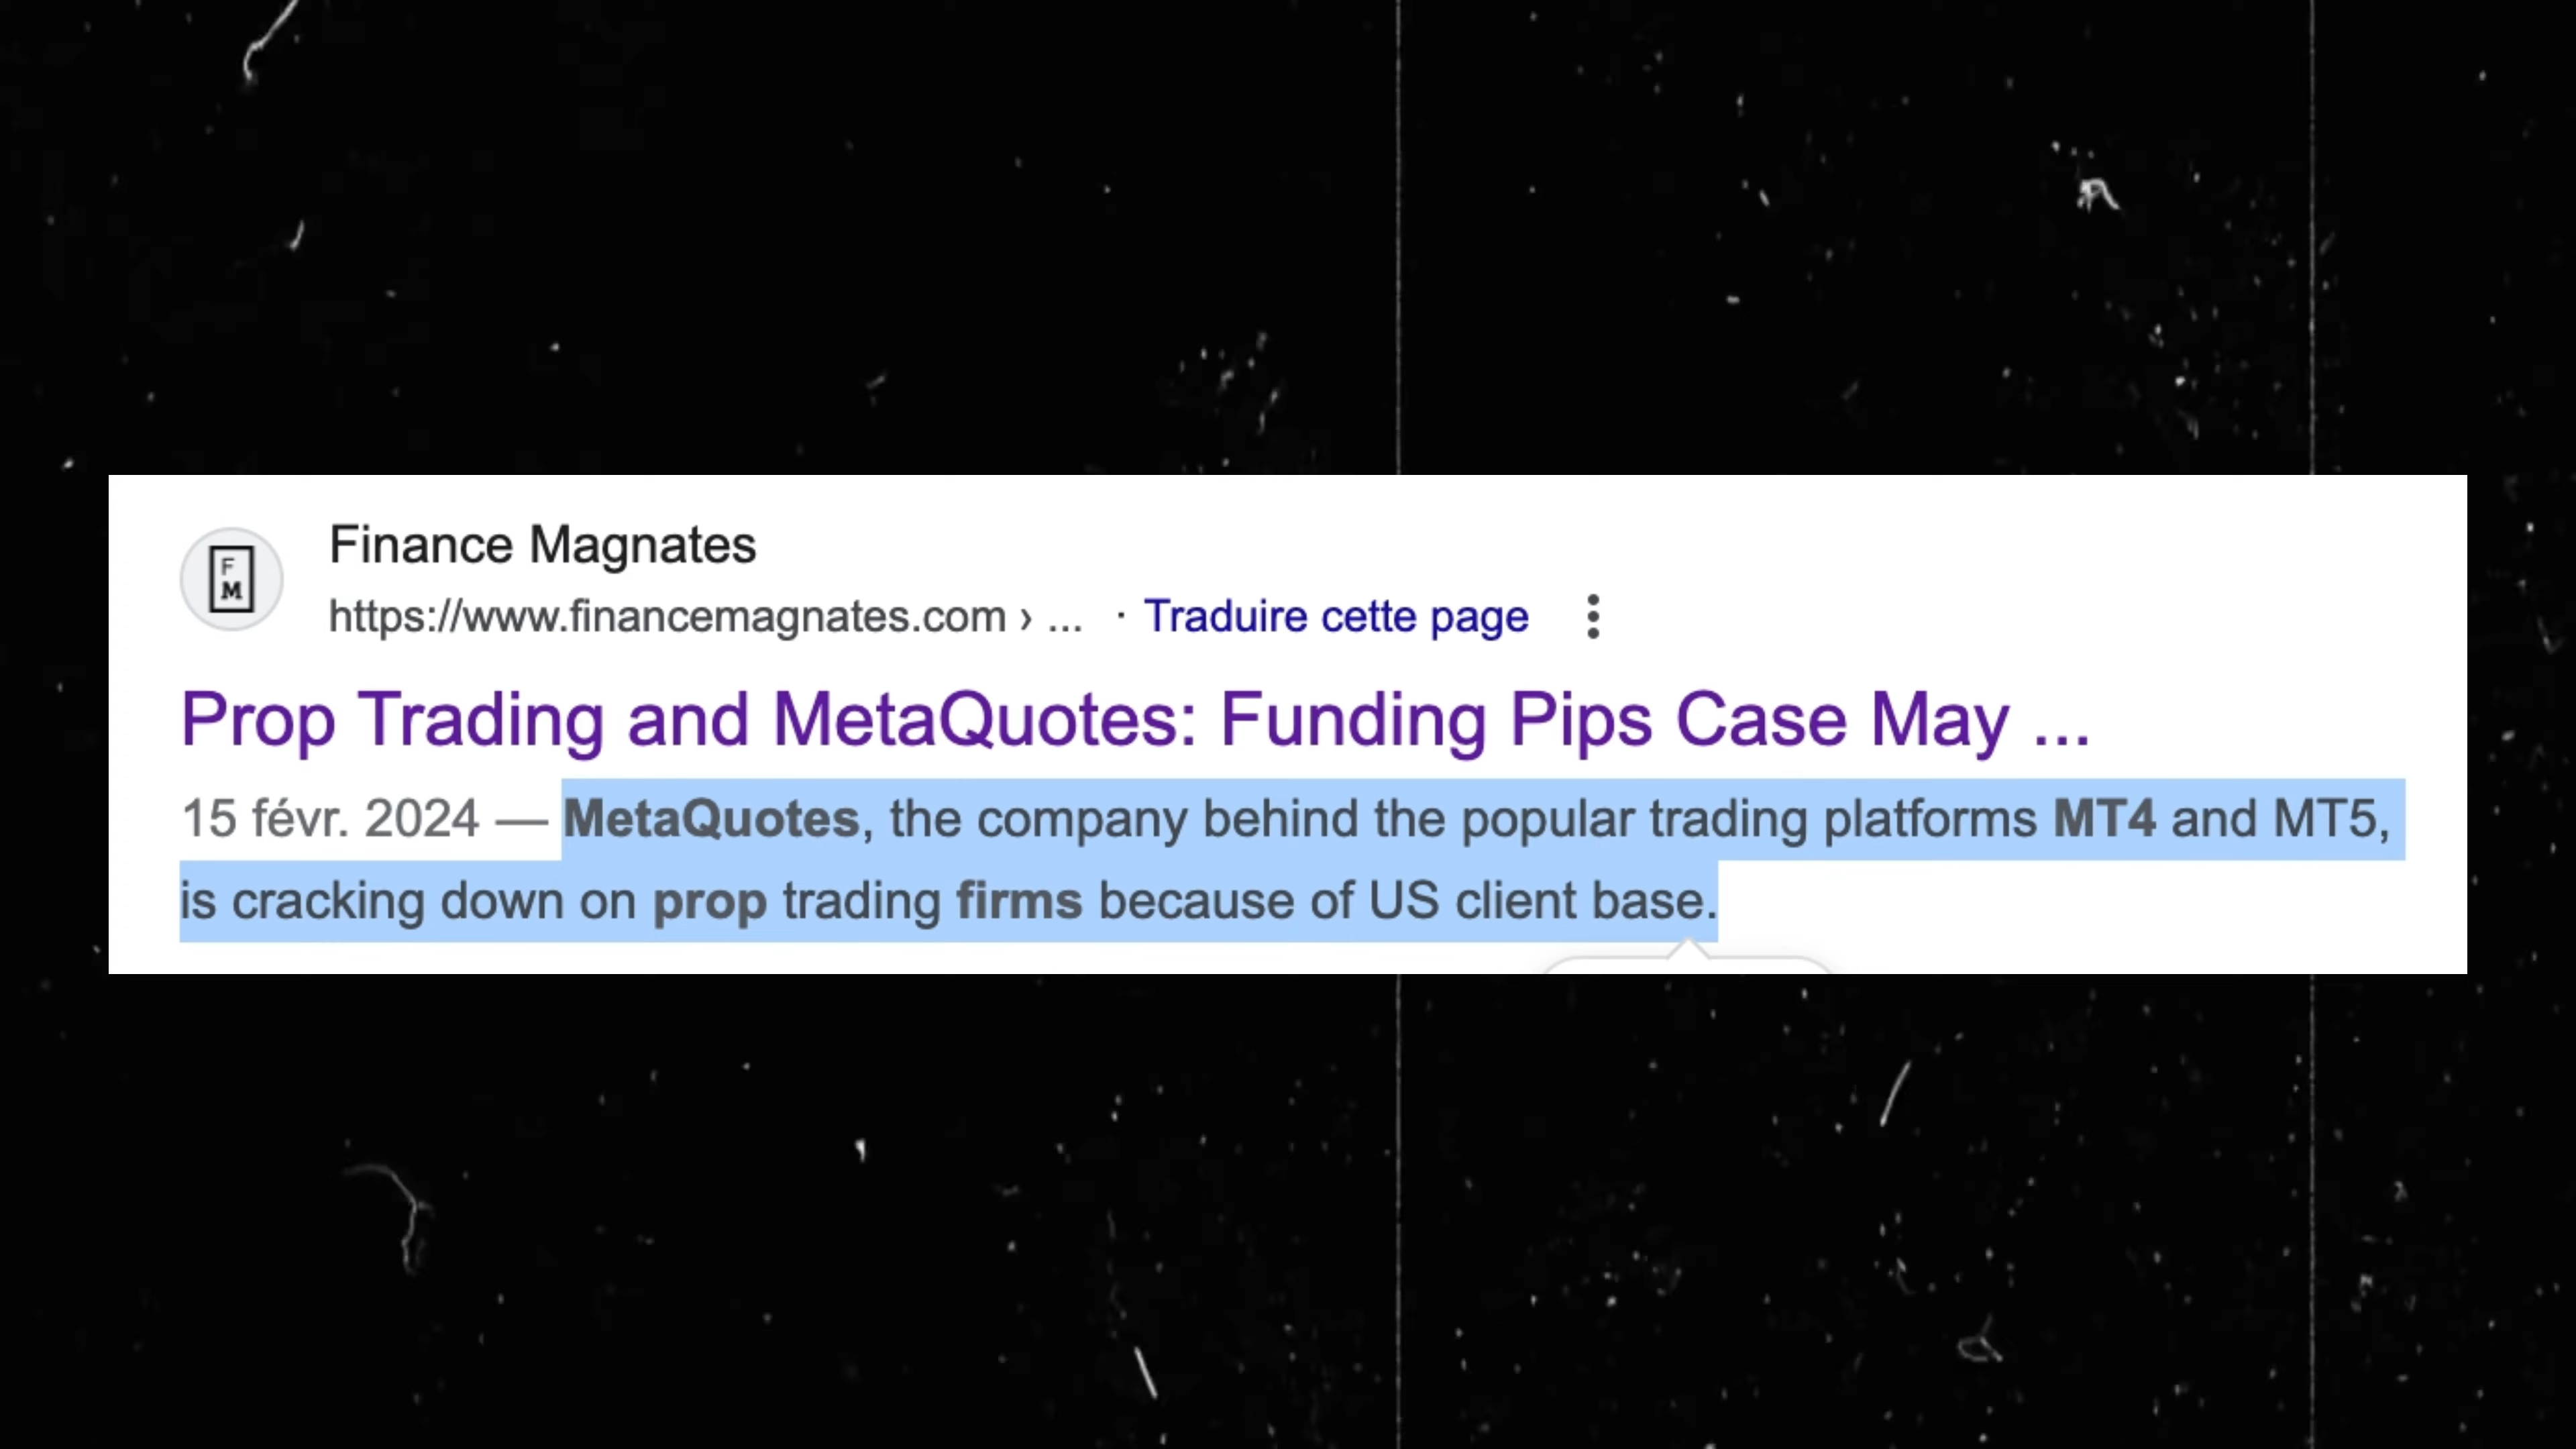 F
M
Finance Magnates
https://www.financemagnates.com › ... · Traduire cette page
Prop Trading and MetaQuotes: Funding Pips Case May ...
15 févr. 2024 — MetaQuotes, the company behind the popular trading platforms MT4 and MT5,
is cracking down on prop trading firms because of US client base.